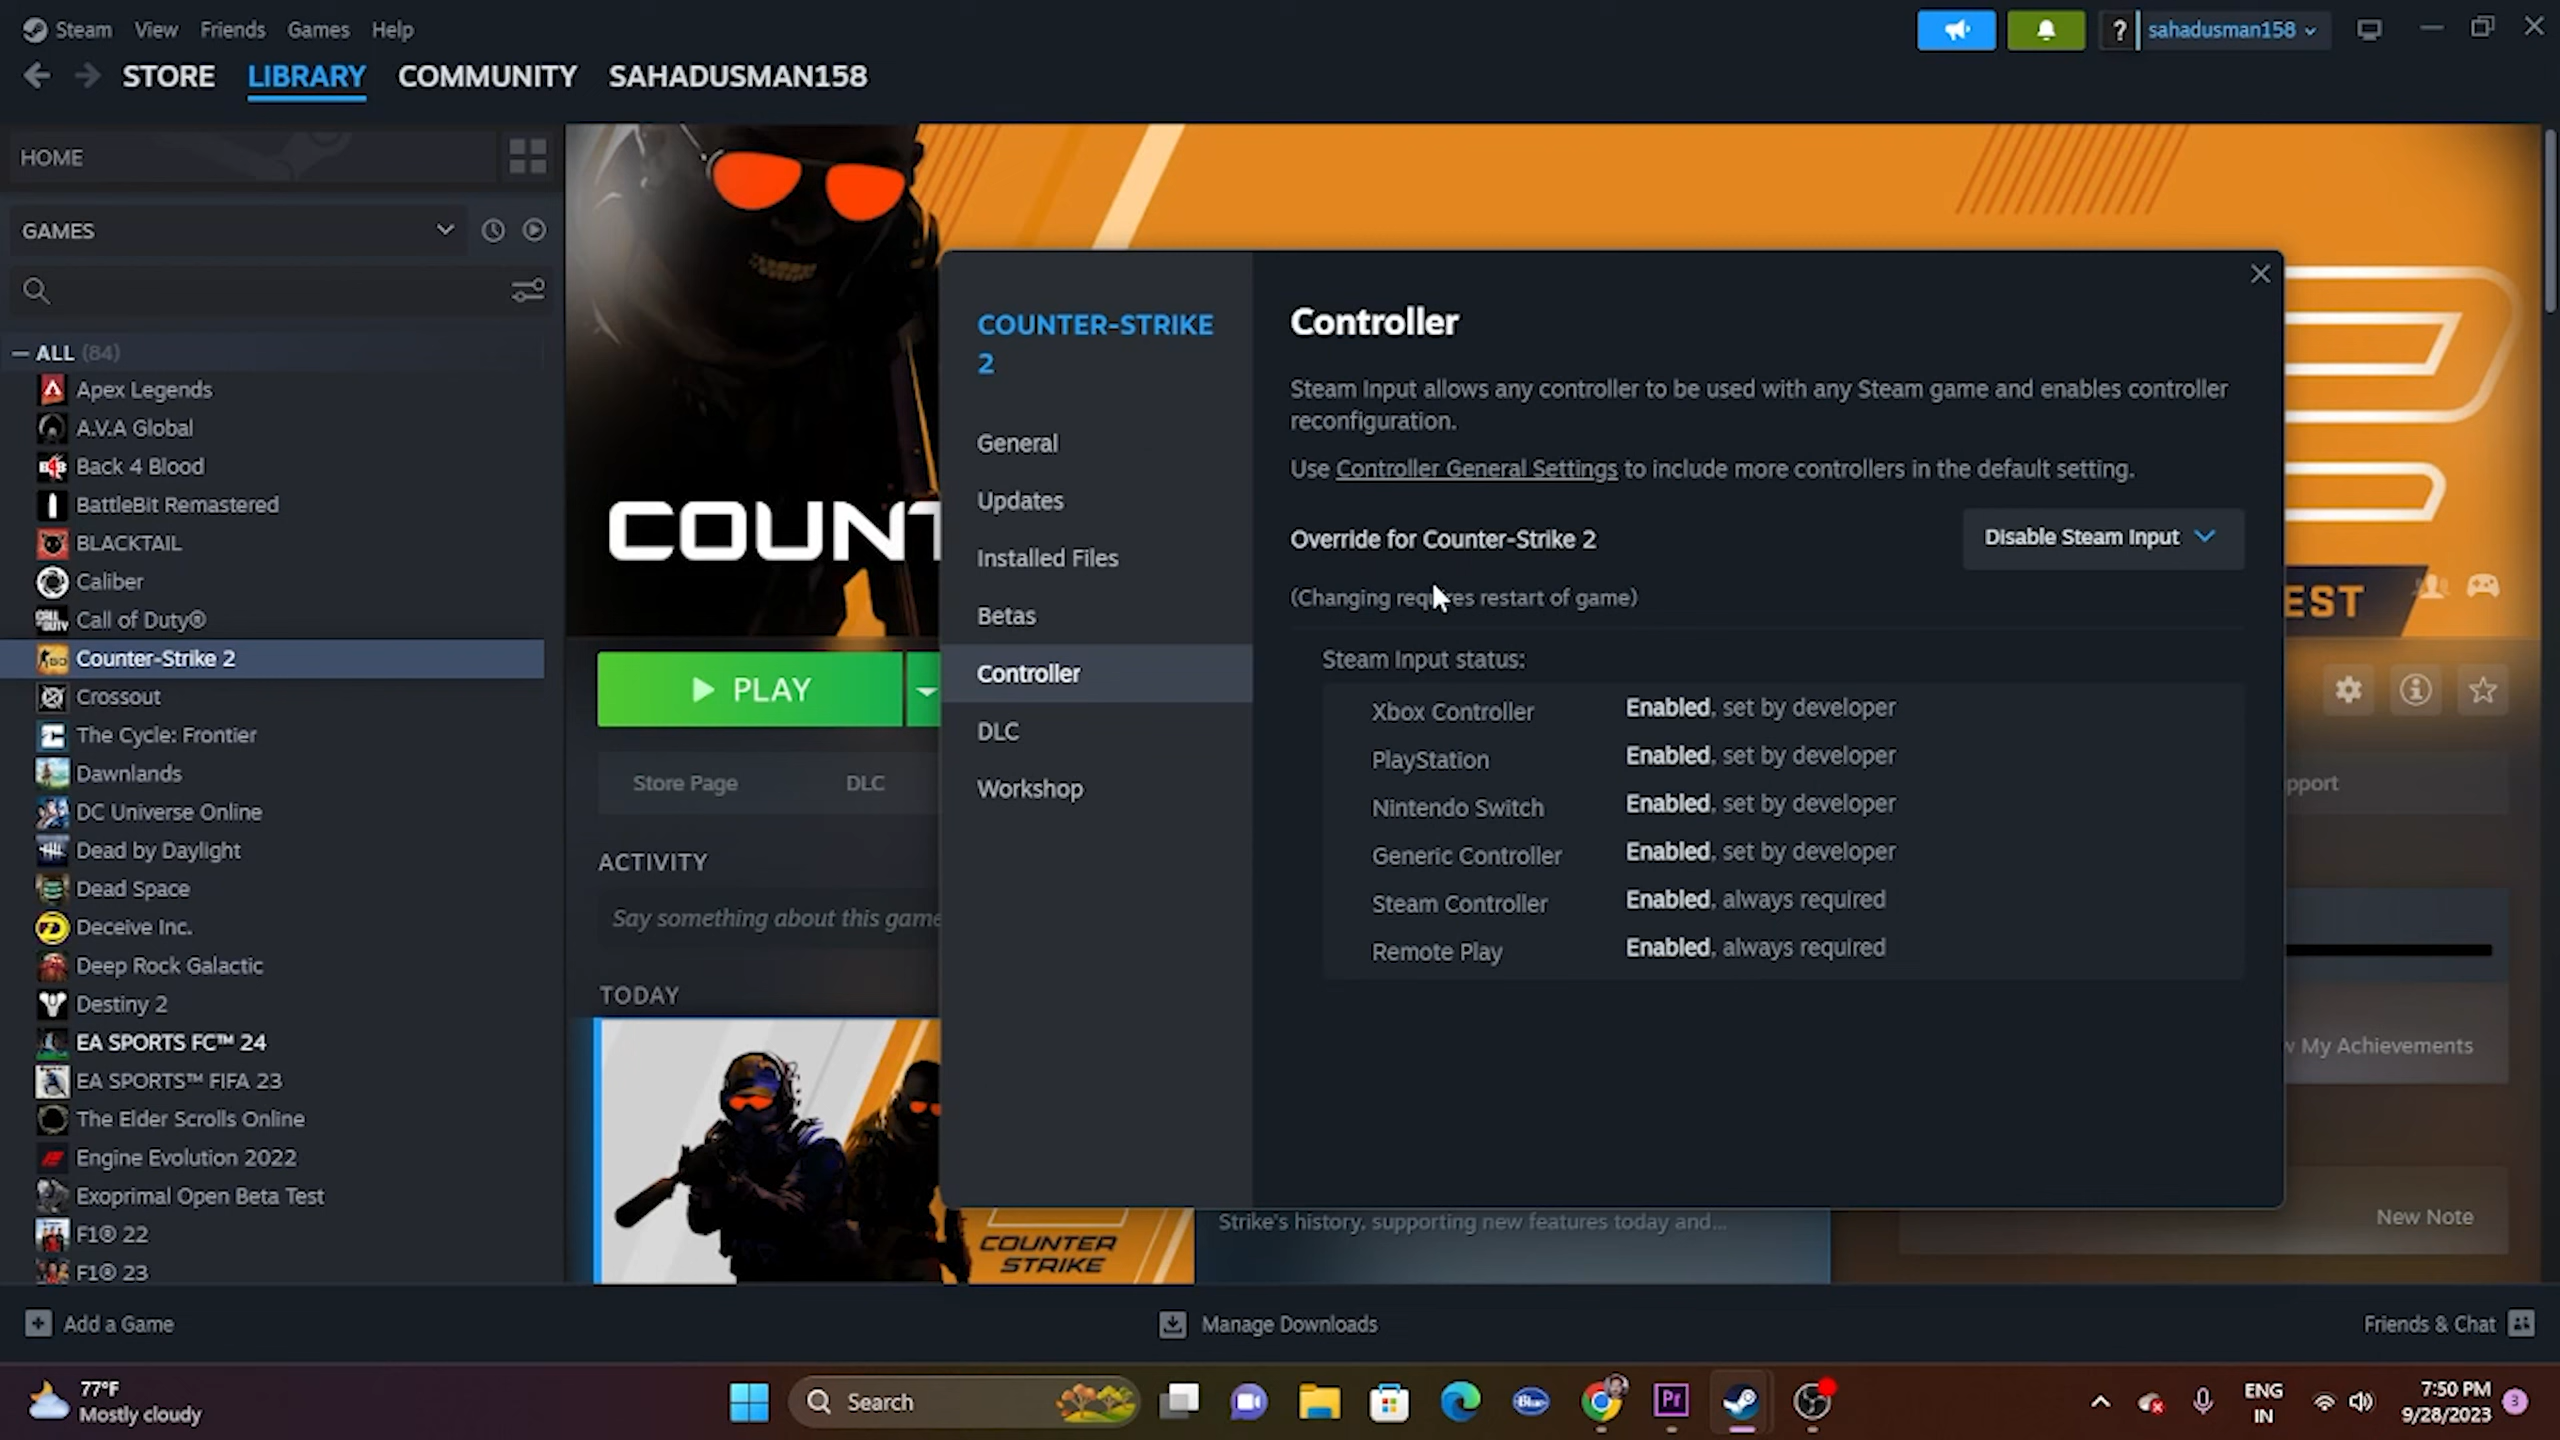 Steam View Friends Games Help
? sahadusman158
STORE LIBRARY COMMUNITY SAHADUSMAN158
HOME
GAMES
ALL (84)
Apex Legends
A.V.A Global
Back 4 Blood
BattleBit Remastered
BLACKTAIL
Caliber
Call of Duty®
Counter-Strike 2
Crossout
The Cycle: Frontier
Dawnlands
DC Universe Online
Dead by Daylight
Dead Space
Deceive Inc.
Deep Rock Galactic
Destiny 2
EA SPORTS FC™ 24
EA SPORTS™ FIFA 23
The Elder Scrolls Online
Engine Evolution 2022
Exoprimal Open Beta Test
F1® 22
F1® 23
COUNT
PLAY
Store Page DLC
ACTIVITY
Say something about this game
TODAY
COUNTER
STRIKE
COUNTER-STRIKE
2
General
Updates
Installed Files
Betas
Controller
DLC
Workshop
Controller
Steam Input allows any controller to be used with any Steam game and enables controller
reconfiguration.
Use Controller General Settings to include more controllers in the default setting.
Override for Counter-Strike 2 Disable Steam Input
(Changing requires restart of game)
Steam Input status:
Xbox Controller Enabled, set by developer
PlayStation Enabled, set by developer
Nintendo Switch Enabled, set by developer
Generic Controller Enabled, set by developer
Steam Controller Enabled, always required
Remote Play Enabled, always required
EST
pport
w My Achievements
New Note
Strike's history, supporting new features today and...
Add a Game Manage Downloads Friends & Chat
77°F
Mostly cloudy
Search
Pr
ENG
IN
7:50 PM
9/28/2023
3